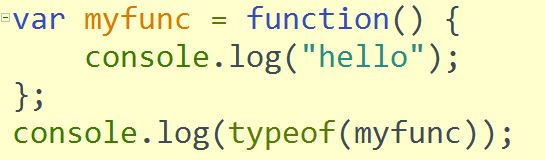 var myfunc = function() {
    console.log("hello");
};
console.log(typeof(myfunc));